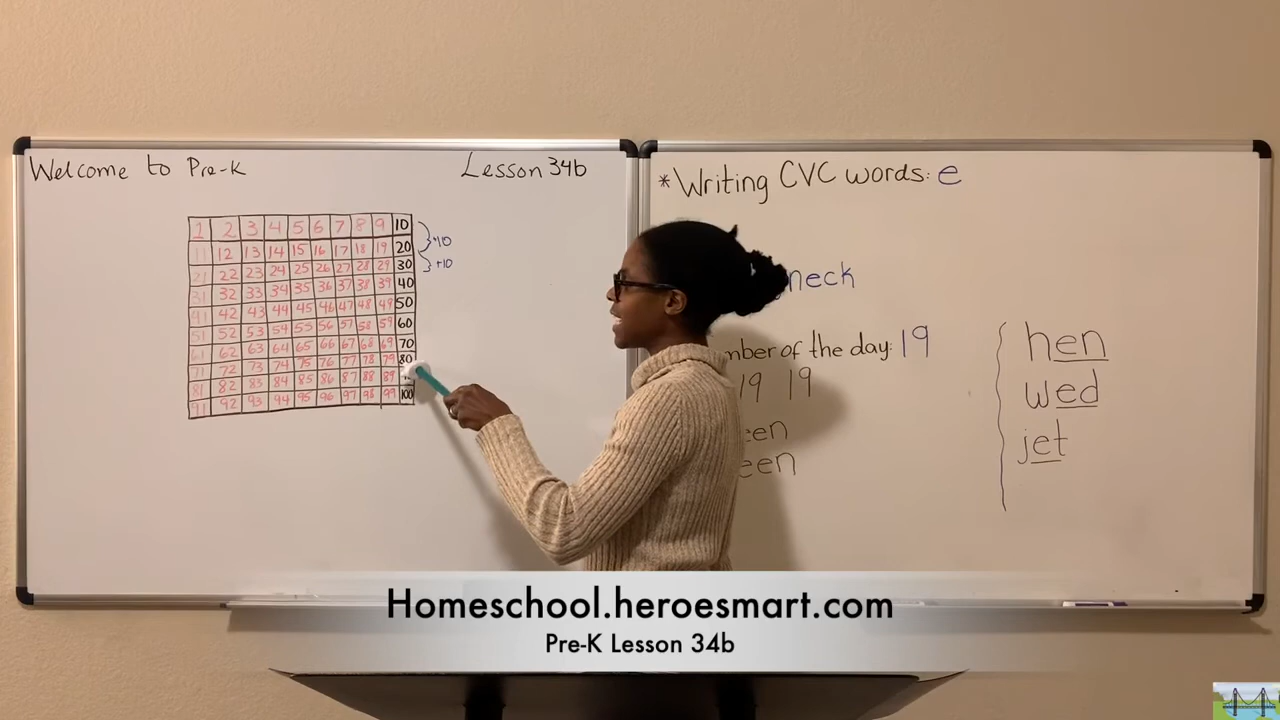 Welcome to Pre-K
Lesson 34b
1 2 3 4 5 6 7 8 9 10
11 12 13 14 15 16 17 18 19 20
21 22 23 24 25 26 27 28 29 30
31 32 33 34 35 36 37 38 39 40
41 42 43 44 45 46 47 48 49 50
51 52 53 54 55 56 57 58 59 60
61 62 63 64 65 66 67 68 69 70
71 72 73 74 75 76 77 78 79 80
81 82 83 84 85 86 87 88 89
91 92 93 94 95 96 97 98 99 100
+10
+10
*Writing CVC words: e
neck
mber of the day: 19
19 19
een
een
hen
wed
jet
Homeschool.heroesmart.com
Pre-K Lesson 34b